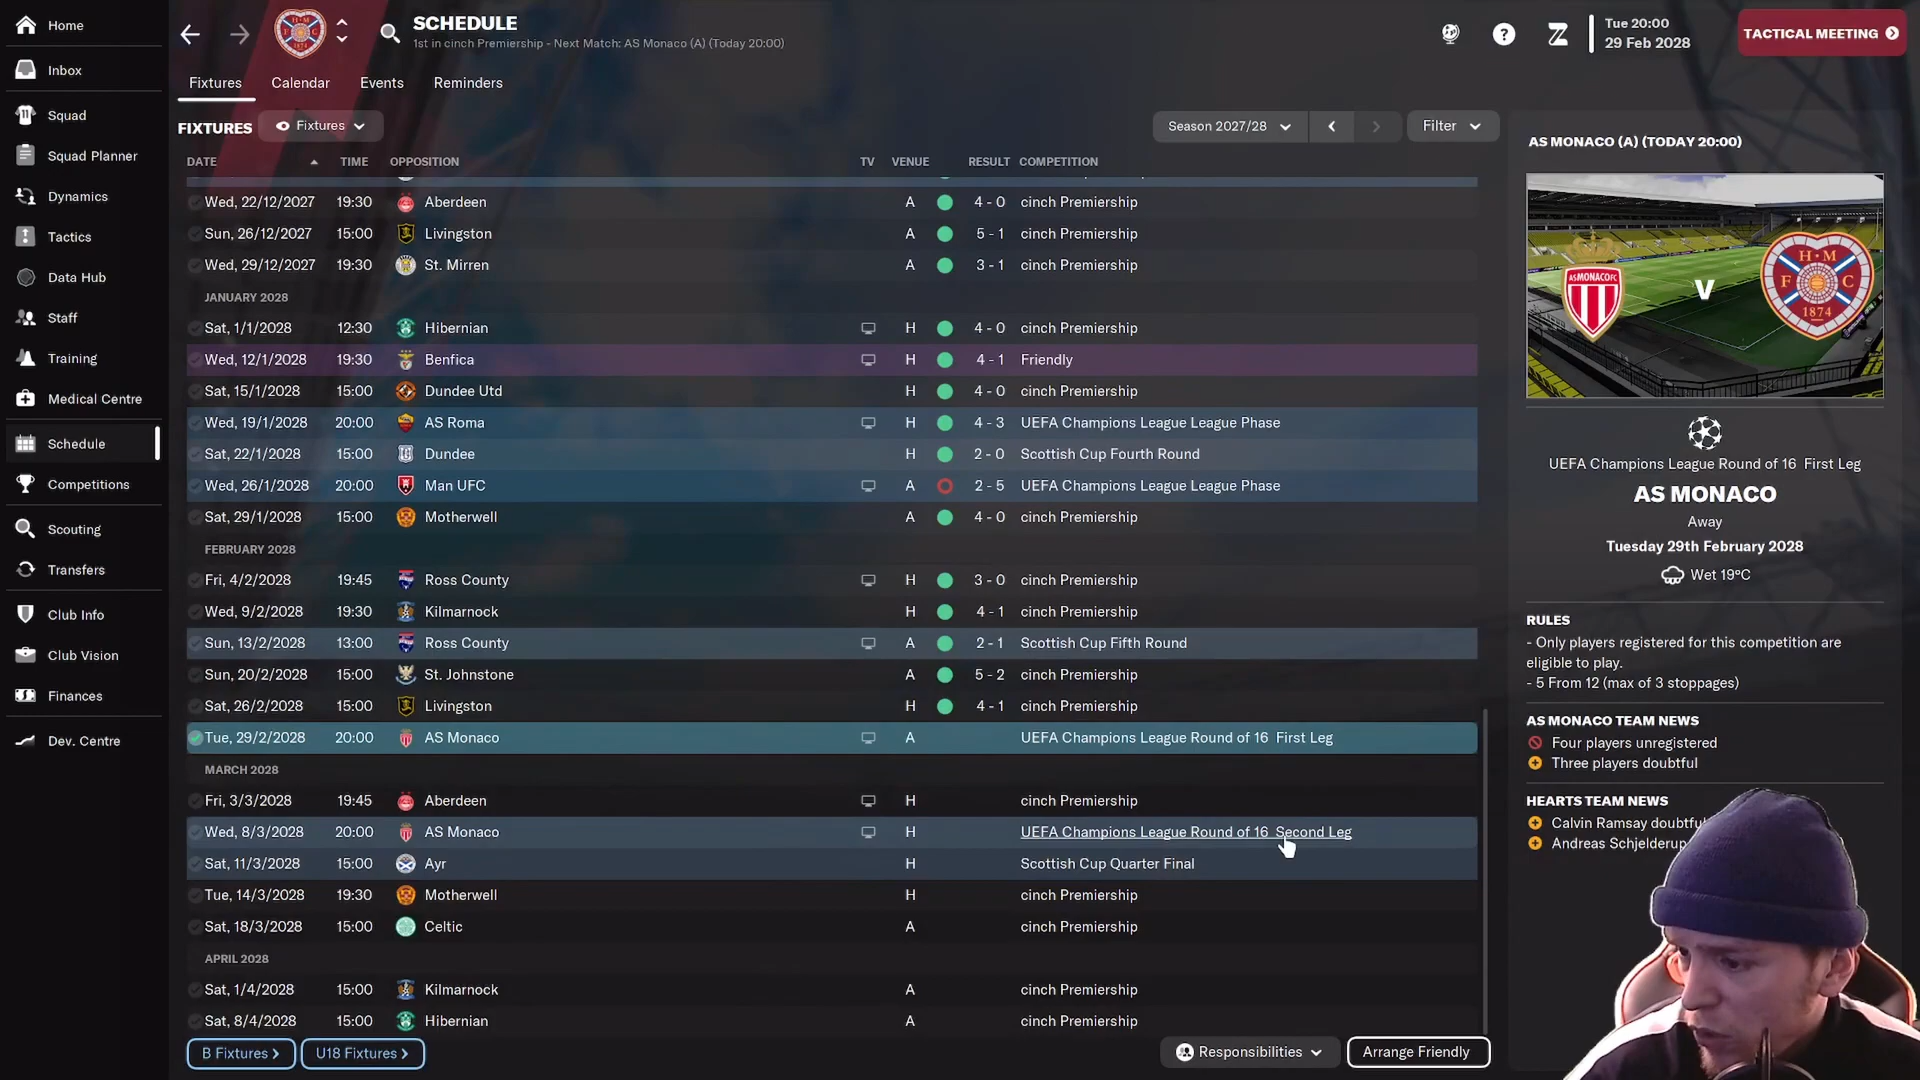 Home
Inbox
Squad
Squad Planner
Dynamics
Tactics
Data Hub
Staff
Training
Medical Centre
Schedule
Competitions
Scouting
Transfers
Club Info
Club Vision
Finances
Dev. Centre
SCHEDULE
1st in cinch Premiership - Next Match: AS Monaco (A) (Today 20:00)
Tue 20:00
29 Feb 2028
TACTICAL MEETING
Fixtures Calendar Events Reminders
FIXTURES Fixtures Season 2027/28 Filter
DATE TIME OPPOSITION TV VENUE RESULT COMPETITION
Wed, 22/12/2027 19:30 Aberdeen A 4 - 0 cinch Premiership
Sun, 26/12/2027 15:00 Livingston A 5 - 1 cinch Premiership
Wed, 29/12/2027 19:30 St. Mirren A 3 - 1 cinch Premiership
JANUARY 2028
Sat, 1/1/2028 12:30 Hibernian H 4 - 0 cinch Premiership
Wed, 12/1/2028 19:30 Benfica H 4 - 1 Friendly
Sat, 15/1/2028 15:00 Dundee Utd H 4 - 0 cinch Premiership
Wed, 19/1/2028 20:00 AS Roma H 4 - 3 UEFA Champions League League Phase
Sat, 22/1/2028 15:00 Dundee H 2 - 0 Scottish Cup Fourth Round
Wed, 26/1/2028 20:00 Man UFC A 2 - 5 UEFA Champions League League Phase
Sat, 29/1/2028 15:00 Motherwell A 4 - 0 cinch Premiership
FEBRUARY 2028
Fri, 4/2/2028 19:45 Ross County H 3 - 0 cinch Premiership
Wed, 9/2/2028 19:30 Kilmarnock H 4 - 1 cinch Premiership
Sun, 13/2/2028 13:00 Ross County A 2 - 1 Scottish Cup Fifth Round
Sun, 20/2/2028 15:00 St. Johnstone A 5 - 2 cinch Premiership
Sat, 26/2/2028 15:00 Livingston H 4 - 1 cinch Premiership
Tue, 29/2/2028 20:00 AS Monaco A UEFA Champions League Round of 16 First Leg
MARCH 2028
Fri, 3/3/2028 19:45 Aberdeen H cinch Premiership
Wed, 8/3/2028 20:00 AS Monaco H UEFA Champions League Round of 16 Second Leg
Sat, 11/3/2028 15:00 Ayr H Scottish Cup Quarter Final
Tue, 14/3/2028 19:30 Motherwell H cinch Premiership
Sat, 18/3/2028 15:00 Celtic A cinch Premiership
APRIL 2028
Sat, 1/4/2028 15:00 Kilmarnock A cinch Premiership
Sat, 8/4/2028 15:00 Hibernian A cinch Premiership
B Fixtures U18 Fixtures Responsibilities Arrange Friendly
AS MONACO (A) (TODAY 20:00)
AS MONACO FC V H M F C 1874
UEFA Champions League Round of 16 First Leg
AS MONACO
Away
Tuesday 29th February 2028
Wet 19ºC
RULES
- Only players registered for this competition are
eligible to play.
- 5 From 12 (max of 3 stoppages)
AS MONACO TEAM NEWS
Four players unregistered
Three players doubtful
HEARTS TEAM NEWS
Calvin Ramsay doubtful
Andreas Schjelderup